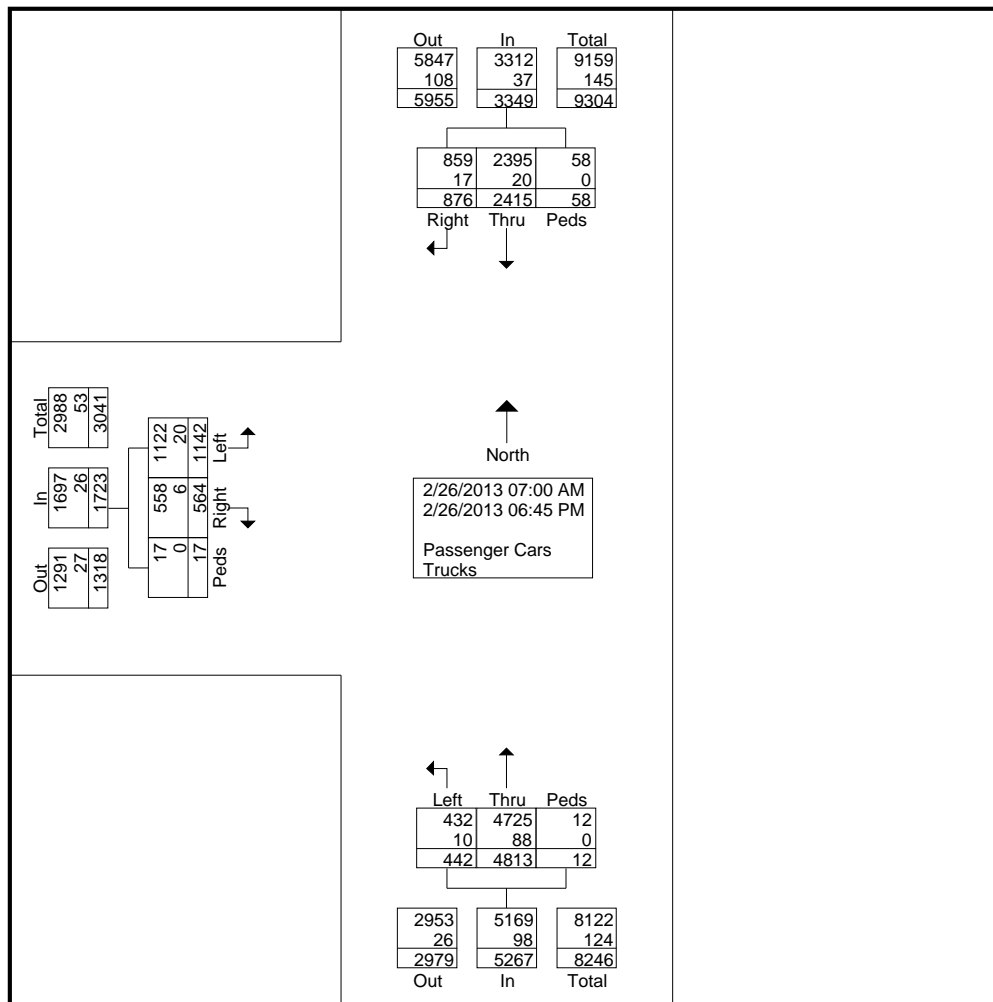 Out In Total
5847 3312 9159
108 37 145
5955 3349 9304
859 2395 58
17 20 0
876 2415 58
Right Thru Peds
Total
2988
53
3041
In
1697
26
1723
Out
1291
27
1318
1122
20
1142
Left
558
6
564
Right
17
0
17
Peds
North
2/26/2013 07:00 AM
2/26/2013 06:45 PM
Passenger Cars
Trucks
Left Thru Peds
432 4725 12
10 88 0
442 4813 12
2953 5169 8122
26 98 124
2979 5267 8246
Out In Total